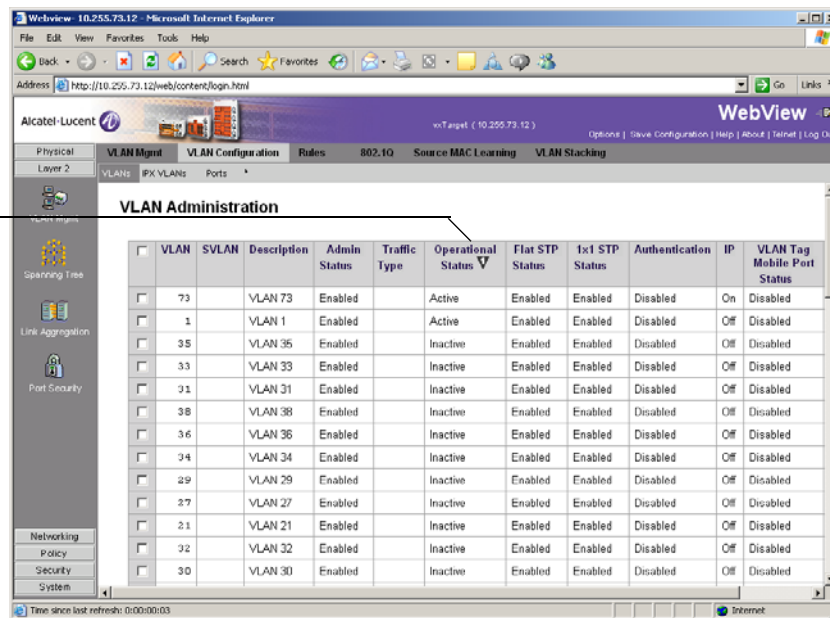 Webview- 10.255.73.12 - Microsoft Internet Explorer
File Edit View Favorites Tools Help
Back Search Favorites
Address http://10.255.73.12/web/content/login.html Go Links
Alcatel-Lucent vxTarget ( 10.255.73.12 ) WebView
Options | Save Configuration | Help | About | Telnet | Log Ou
Physical VLAN Mgmt VLAN Configuration Rules 802.1Q Source MAC Learning VLAN Stacking
Layer 2 VLANs IPX VLANs Ports
VLAN Mgmt
Spanning Tree
Link Aggregation
Port Security
Networking
Policy
Security
System
VLAN Administration
VLAN SVLAN Description Admin Status Traffic Type Operational Status Flat STP Status 1x1 STP Status Authentication IP VLAN Tag Mobile Port Status
73 VLAN 73 Enabled Active Enabled Enabled Disabled On Disabled
1 VLAN 1 Enabled Active Enabled Enabled Disabled Off Disabled
35 VLAN 35 Enabled Inactive Enabled Enabled Disabled Off Disabled
33 VLAN 33 Enabled Inactive Enabled Enabled Disabled Off Disabled
31 VLAN 31 Enabled Inactive Enabled Enabled Disabled Off Disabled
38 VLAN 38 Enabled Inactive Enabled Enabled Disabled Off Disabled
36 VLAN 36 Enabled Inactive Enabled Enabled Disabled Off Disabled
34 VLAN 34 Enabled Inactive Enabled Enabled Disabled Off Disabled
29 VLAN 29 Enabled Inactive Enabled Enabled Disabled Off Disabled
27 VLAN 27 Enabled Inactive Enabled Enabled Disabled Off Disabled
21 VLAN 21 Enabled Inactive Enabled Enabled Disabled Off Disabled
32 VLAN 32 Enabled Inactive Enabled Enabled Disabled Off Disabled
30 VLAN 30 Enabled Inactive Enabled Enabled Disabled Off Disabled
Time since last refresh: 0:00:00:03 Internet